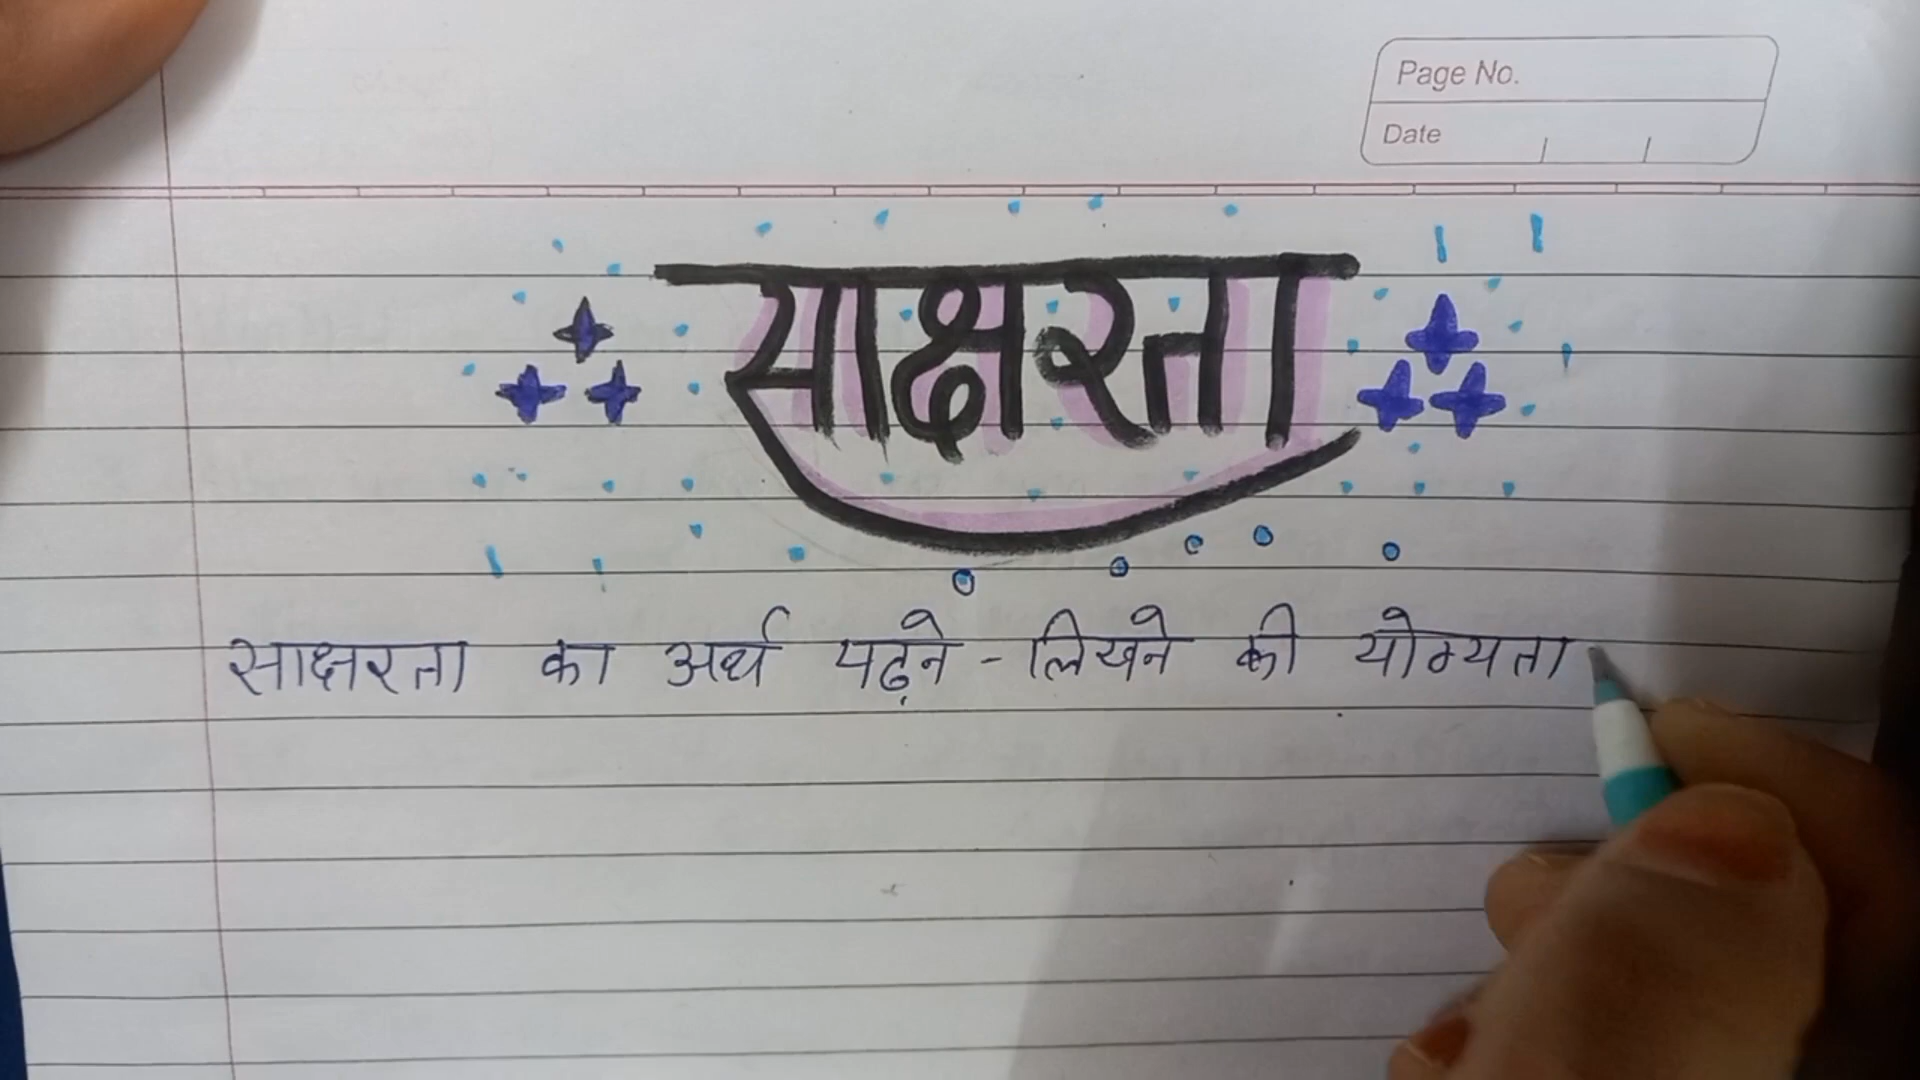 Page No.
Date
साक्षरता
साक्षरता का अर्थ पढ़ने - लिखने की योग्यता